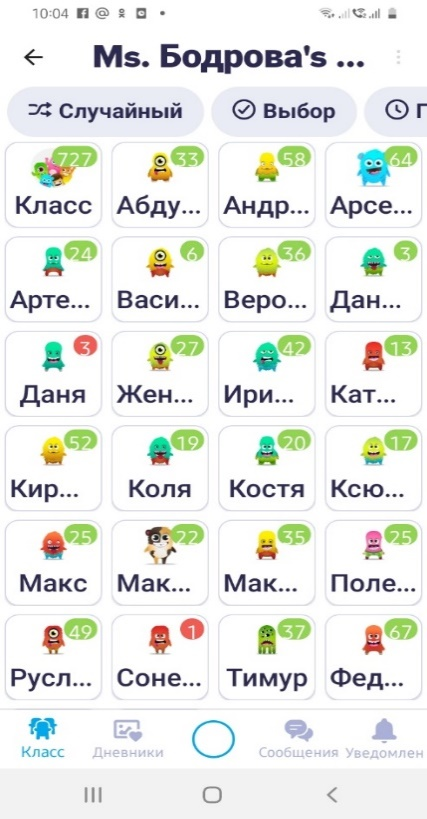 10:04
Ms. Бодрова's ...
Случайный Выбор
727 33 58 64
Класс Абду... Андр... Арсе...
24 6 36 3
Арте... Васи... Веро... Дан...
3 27 42 13
Даня Жен... Ири... Кат...
52 19 20 17
Кир... Коля Костя Ксю...
25 22 35 25
Макс Мак... Мак... Поле...
49 1 37 67
Русл... Соне... Тимур Фед...
Класс Дневники Сообщения Уведомлен